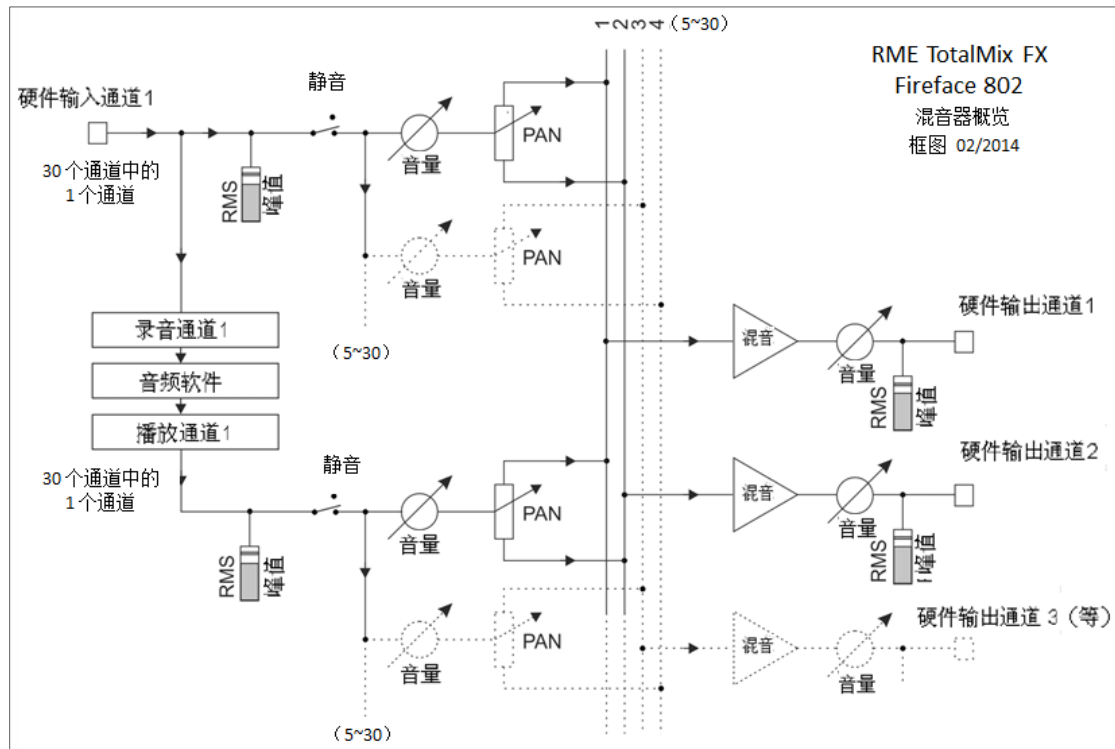 1 2 3 4 (5~30)
RME TotalMix FX
Fireface 802
混音器概览
框图 02/2014
硬件输入通道1
30个通道中的
1个通道
静音
RMS
峰值
音量
PAN
音量
PAN
(5~30)
录音通道1
音频软件
播放通道1
30个通道中的
1个通道
静音
RMS
峰值
音量
PAN
音量
PAN
(5~30)
混音
音量
硬件输出通道1
RMS
峰值
混音
音量
硬件输出通道2
RMS
峰值
混音
音量
硬件输出通道 3（等）